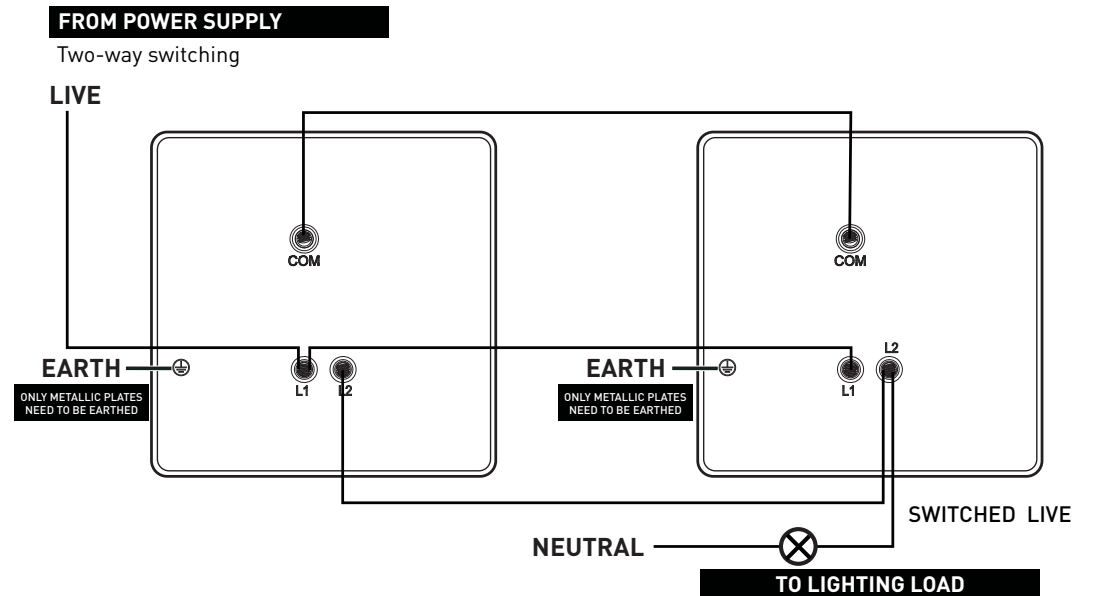 FROM POWER SUPPLY
Two-way switching
LIVE
COM
COM
EARTH
ONLY METALLIC PLATES
NEED TO BE EARTHED
L1
L2
EARTH
ONLY METALLIC PLATES
NEED TO BE EARTHED
L1
L2
SWITCHED LIVE
NEUTRAL
TO LIGHTING LOAD